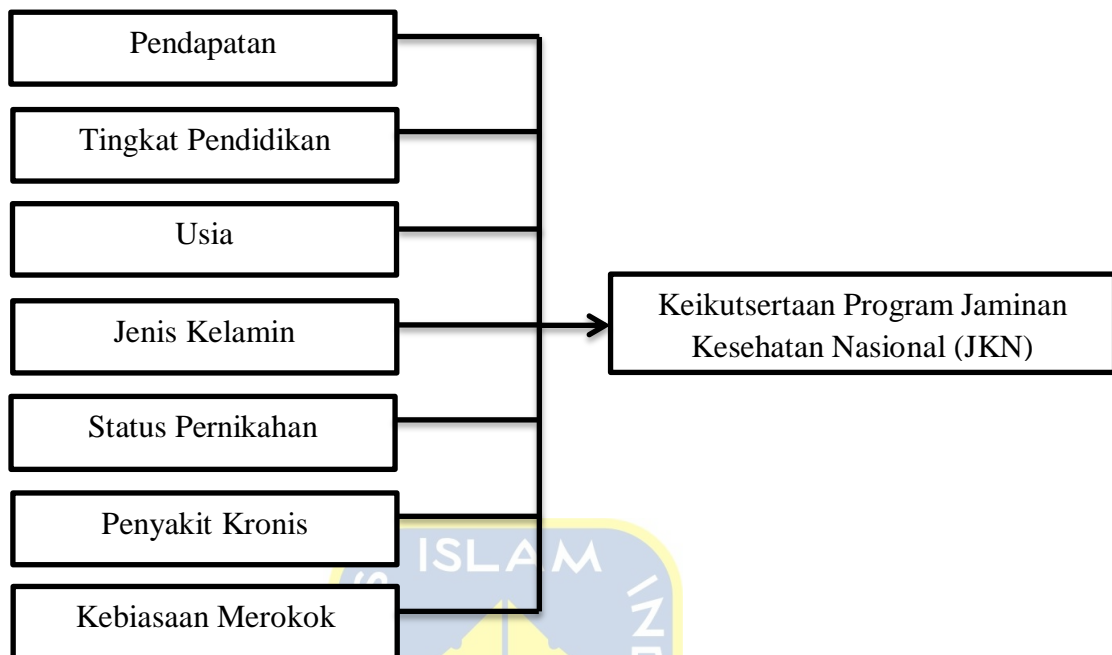 Pendapatan
Tingkat Pendidikan
Usia
Jenis Kelamin
Status Pernikahan
Penyakit Kronis
Kebiasaan Merokok
Keikutsertaan Program Jaminan
Kesehatan Nasional (JKN)
ISLAM